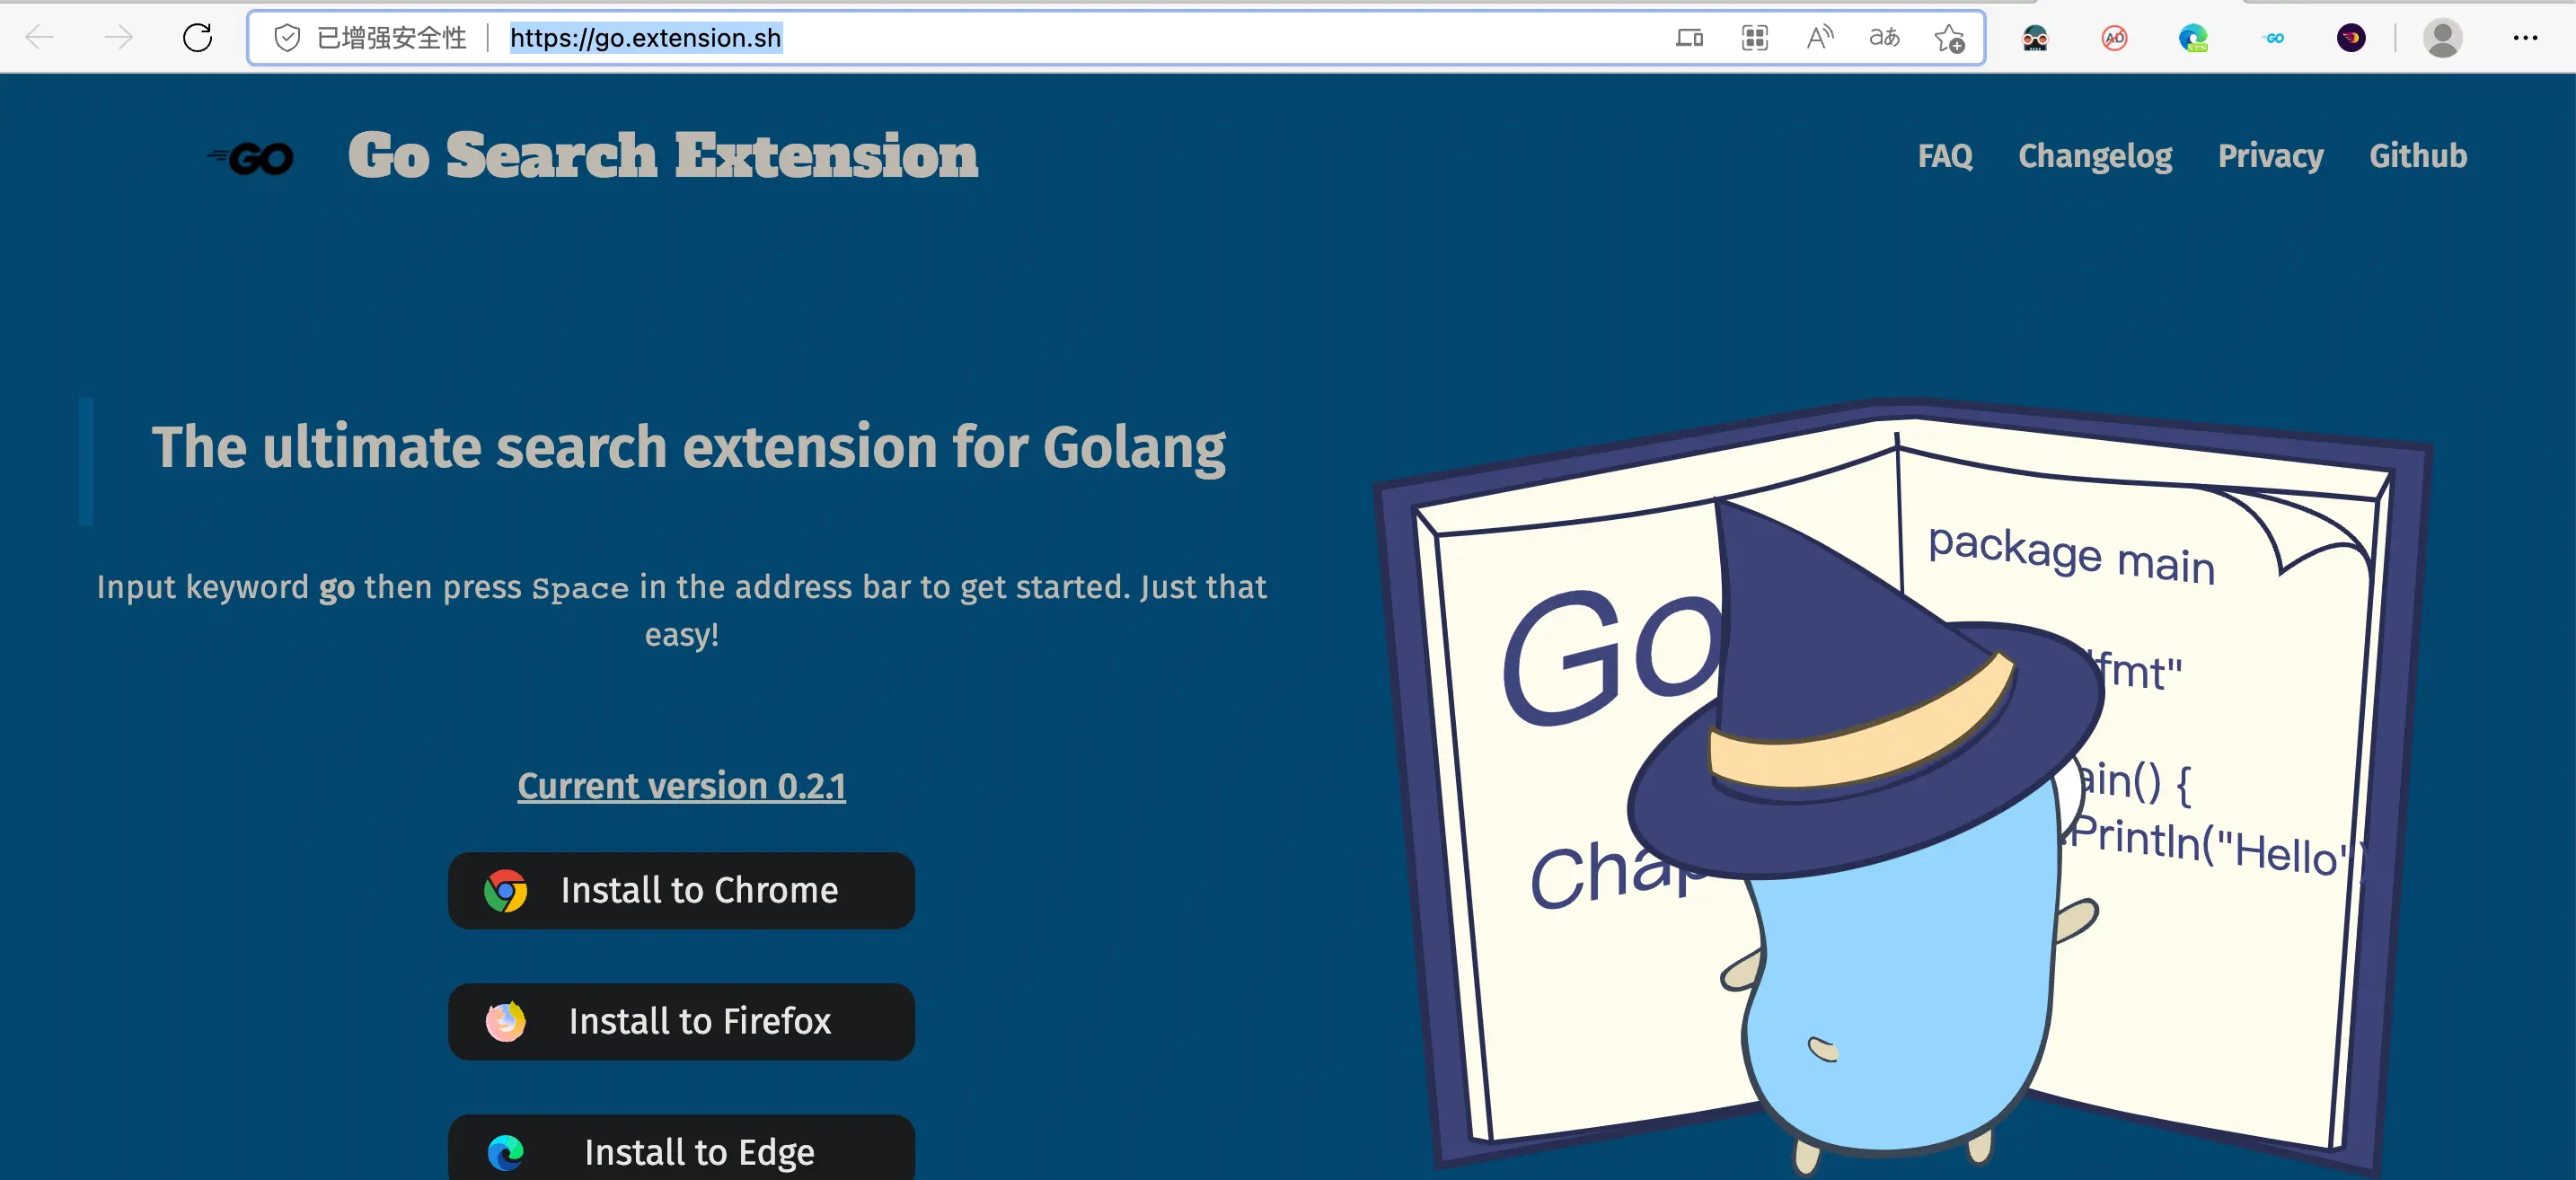 已增强安全性 https://go.extension.sh
GO Go Search Extension FAQ Changelog Privacy Github
The ultimate search extension for Golang
Input keyword go then press Space in the address bar to get started. Just that
easy!
Current version 0.2.1
Install to Chrome
Install to Firefox
Install to Edge
Go
Chap
package main
fmt"
ain() {
.Println("Hello")